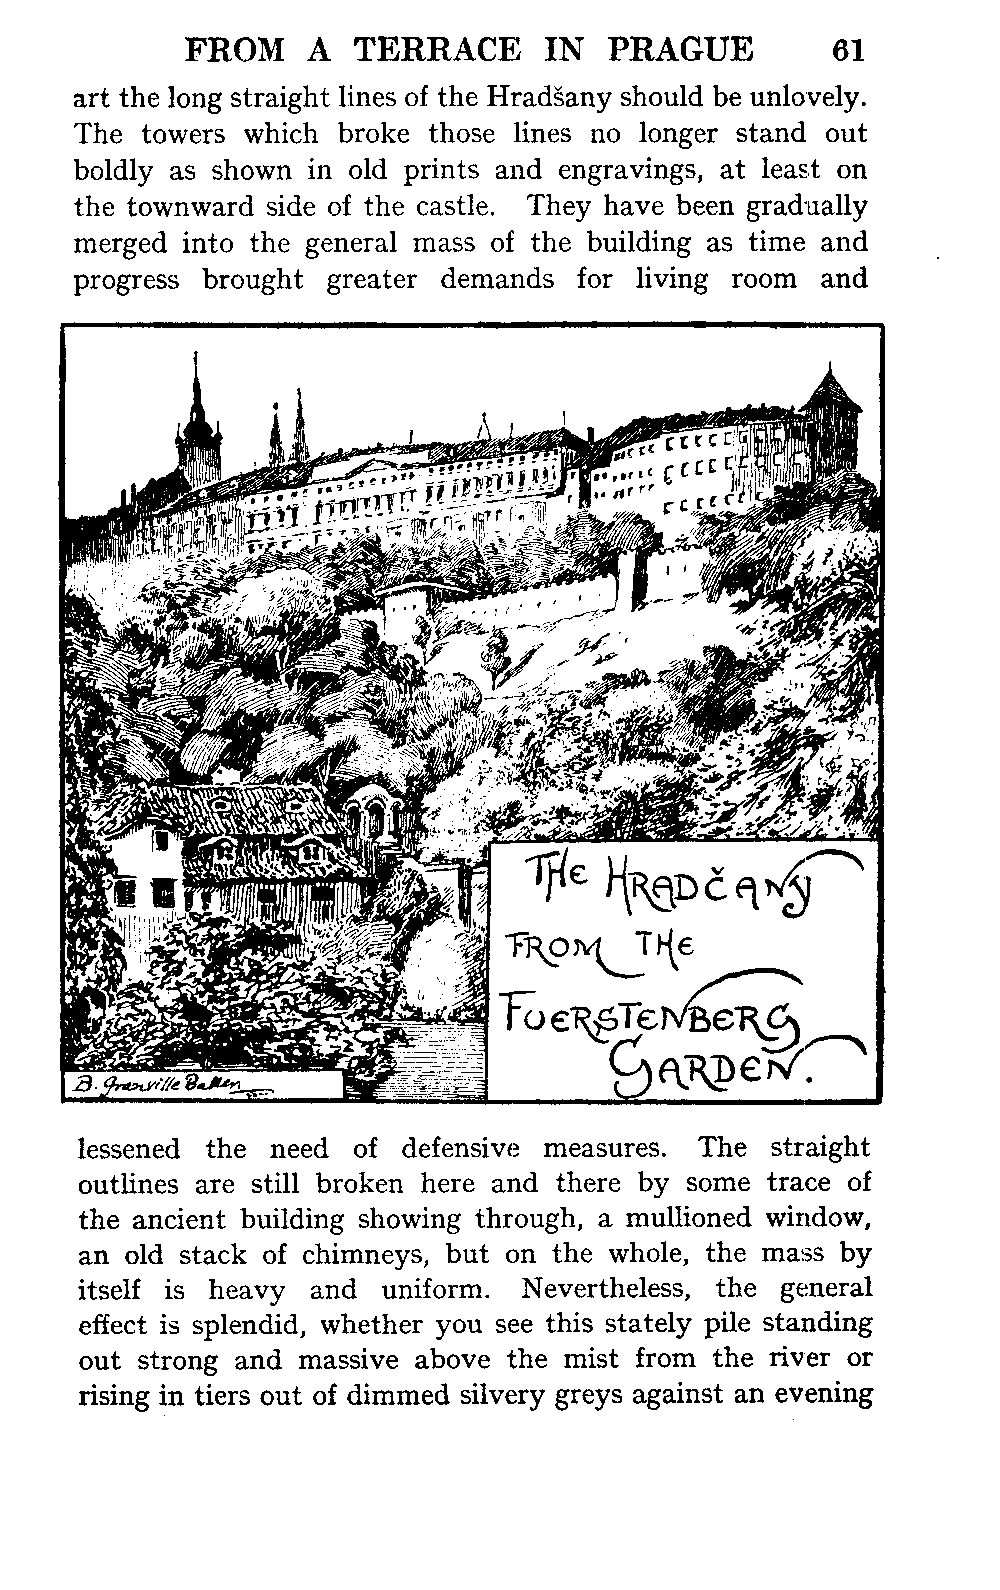 FROM A TERRACE IN PRAGUE 61
art the long straight lines of the Hradšany should be unlovely.
The towers which broke those lines no longer stand out
boldly as shown in old prints and engravings, at least on
the townward side of the castle. They have been gradually
merged into the general mass of the building as time and
progress brought greater demands for living room and
THE HRADČANY
FROM THE
FUERSTENBERG
GARDEN.
B. Granville Baker
lessened the need of defensive measures. The straight
outlines are still broken here and there by some trace of
the ancient building showing through, a mullioned window,
an old stack of chimneys, but on the whole, the mass by
itself is heavy and uniform. Nevertheless, the general
effect is splendid, whether you see this stately pile standing
out strong and massive above the mist from the river or
rising in tiers out of dimmed silvery greys against an evening